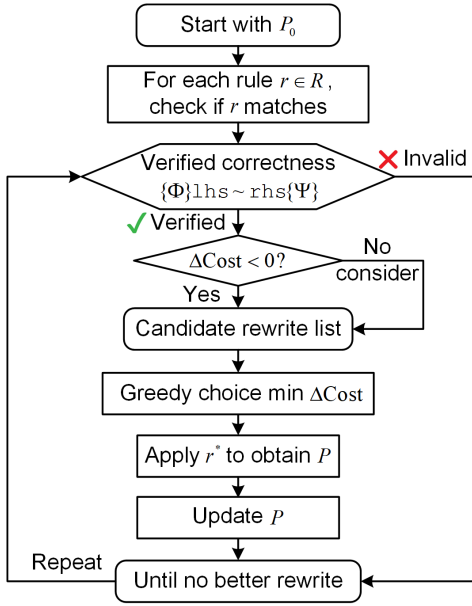 Start with P₀
For each rule r ∈ R ,
check if r matches
Verified correctness
{Φ}lhs ~ rhs{Ψ}
❌ Invalid
✓ Verified
ΔCost < 0?
No
consider
Yes
Candidate rewrite list
Greedy choice min ΔCost
Apply r* to obtain P
Update P
Repeat
Until no better rewrite